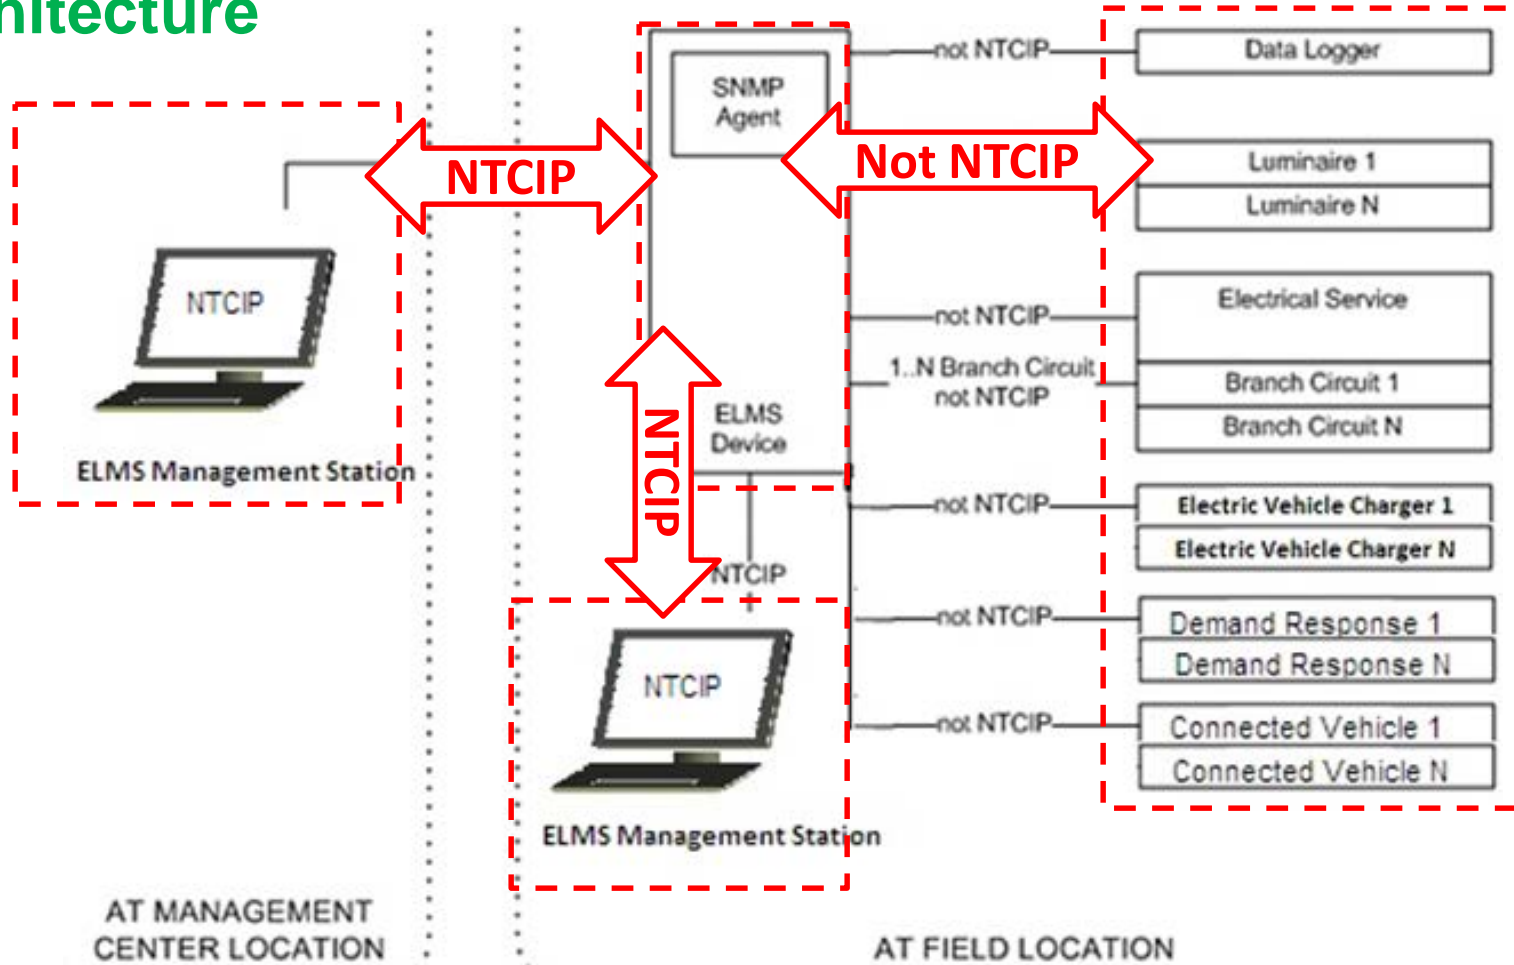 hitecture
not NTCIP
Data Logger
SNMP
Agent
NTCIP
Not NTCIP
Luminaire 1
Luminaire N
NTCIP
Electrical Service
not NTCIP
1..N Branch Circuit
not NTCIP
Branch Circuit 1
Branch Circuit N
ELMS
Device
NTCIP
ELMS Management Station
not NTCIP
Electric Vehicle Charger 1
Electric Vehicle Charger N
NTCIP
not NTCIP
Demand Response 1
Demand Response N
NTCIP
not NTCIP
Connected Vehicle 1
Connected Vehicle N
ELMS Management Station
AT MANAGEMENT
CENTER LOCATION
AT FIELD LOCATION